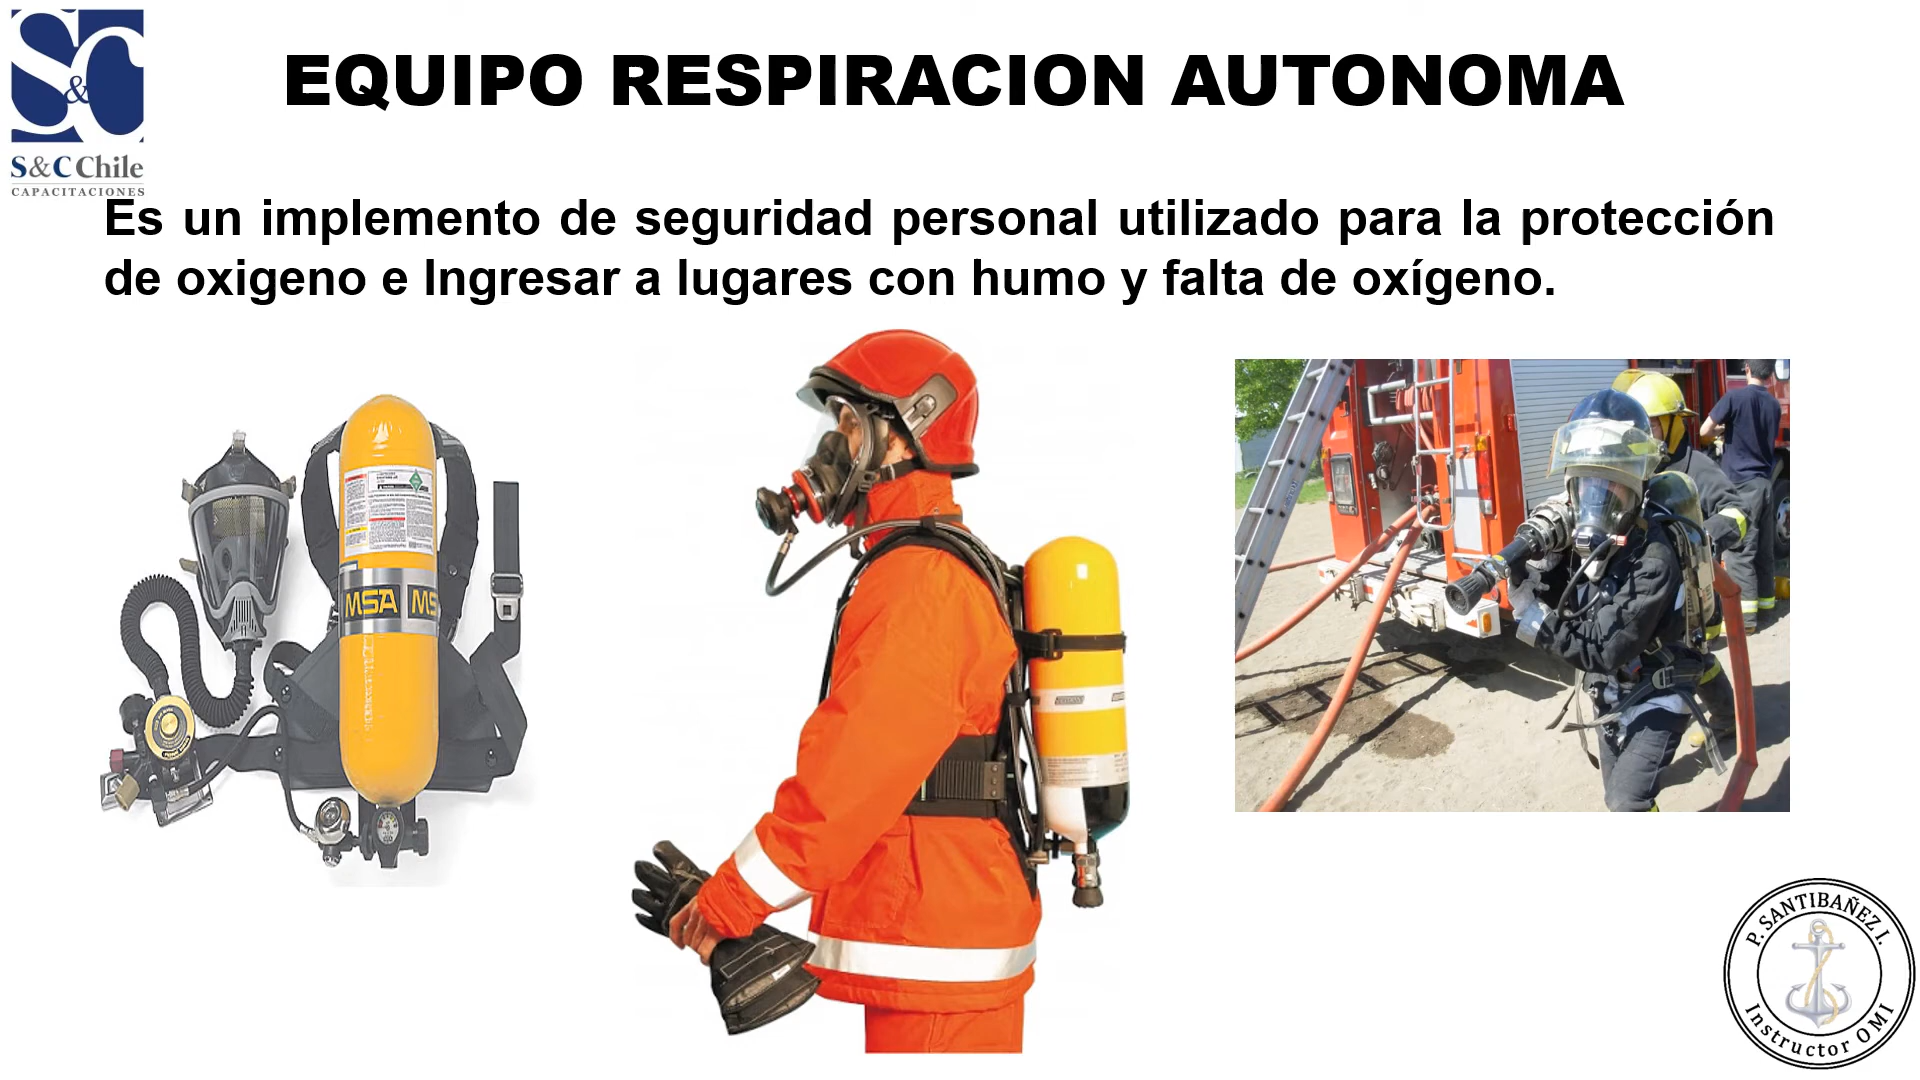 S&C
S&C Chile
CAPACITACIONES
EQUIPO RESPIRACION AUTONOMA
Es un implemento de seguridad personal utilizado para la protección
de oxigeno e Ingresar a lugares con humo y falta de oxígeno.
MSA MS
P. SANTIBAÑEZ I.
Instructor OMI